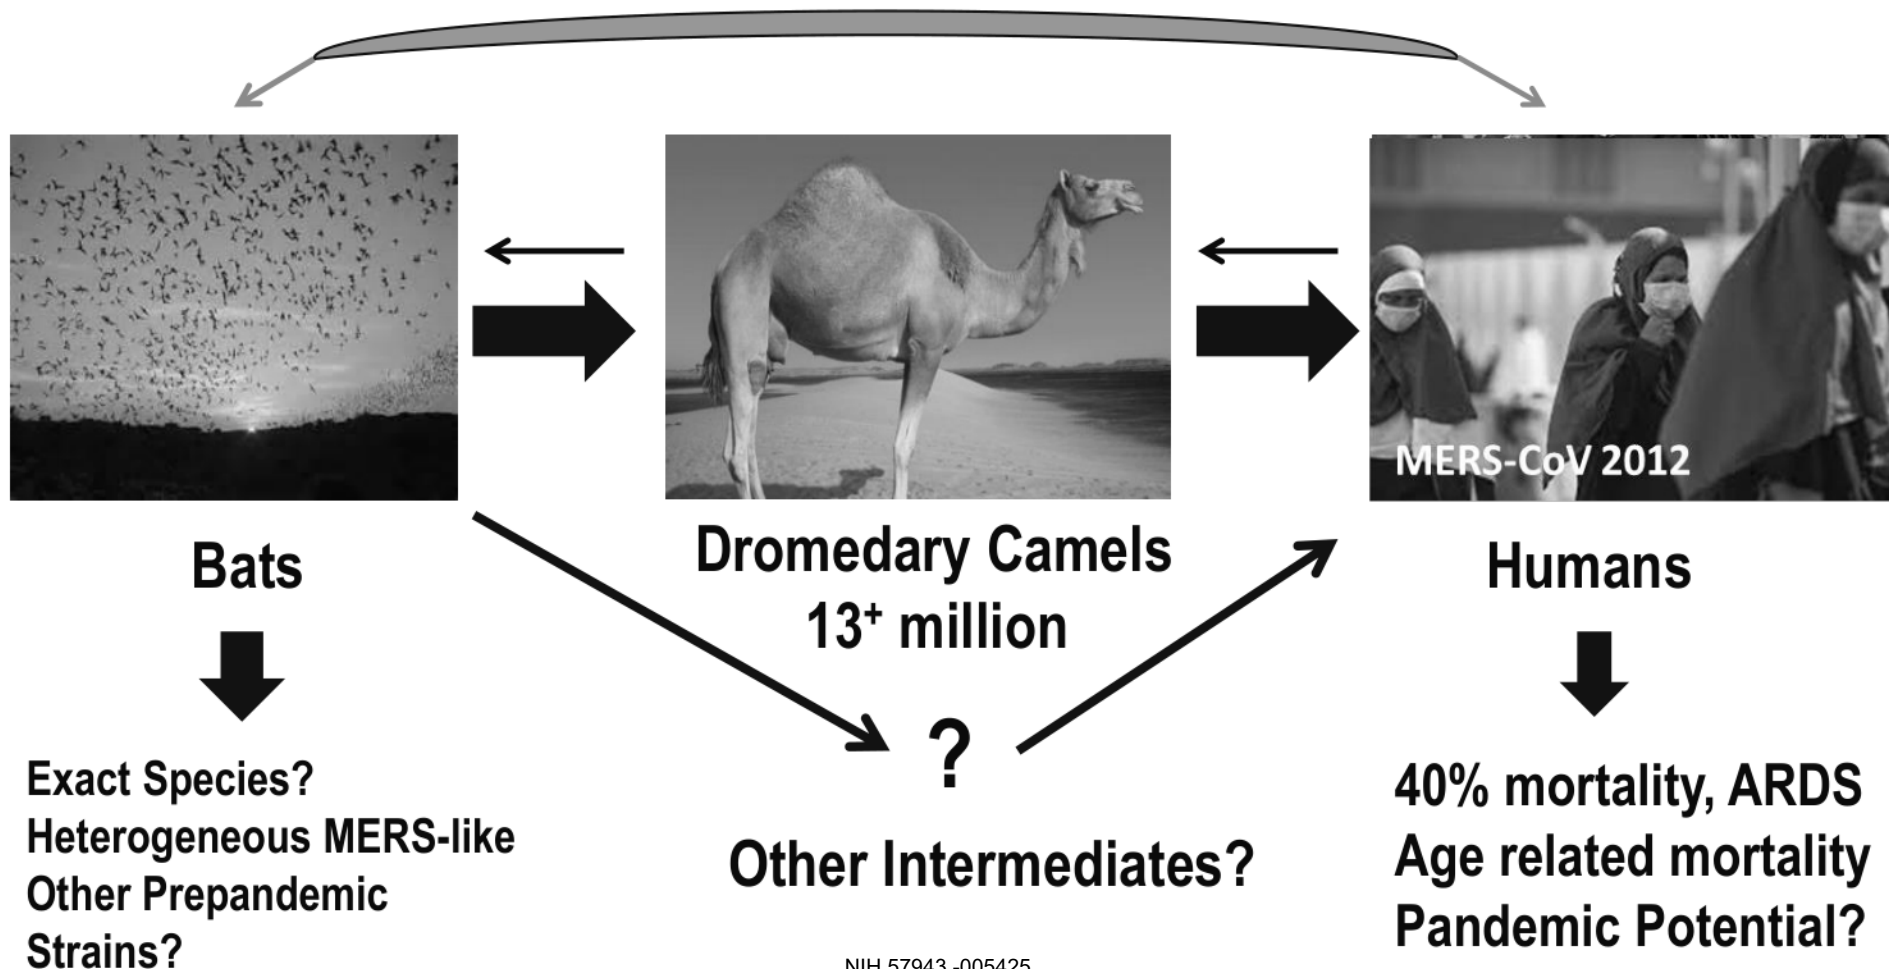 MERS-CoV 2012
Bats
Dromedary Camels
13+ million
Humans
Exact Species?
Heterogeneous MERS-like
Other Prepandemic
Strains?
?
Other Intermediates?
40% mortality, ARDS
Age related mortality
Pandemic Potential?
NIH 57943 -005425